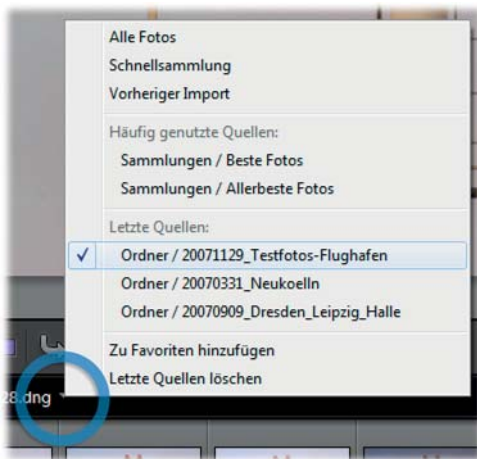 Alle Fotos
Schnellsammlung
Vorheriger Import
Häufig genutzte Quellen:
Sammlungen / Beste Fotos
Sammlungen / Allerbeste Fotos
Letzte Quellen:
Ordner / 20071129_Testfotos-Flughafen
Ordner / 20070331_Neukoelln
Ordner / 20070909_Dresden_Leipzig_Halle
Zu Favoriten hinzufügen
Letzte Quellen löschen
28.dng